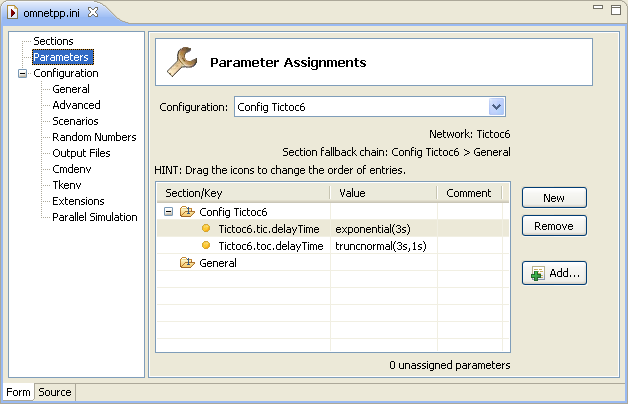 omnetpp.ini
Sections
Parameters
Configuration
General
Advanced
Scenarios
Random Numbers
Output Files
Cmdenv
Tkenv
Extensions
Parallel Simulation
Parameter Assignments
Configuration: Config Tictoc6
Network: Tictoc6
Section fallback chain: Config Tictoc6 > General
HINT: Drag the icons to change the order of entries.
Section/Key Value Comment
Config Tictoc6
Tictoc6.tic.delayTime exponential(3s)
Tictoc6.toc.delayTime truncnormal(3s,1s)
General
New
Remove
Add...
0 unassigned parameters
Form Source